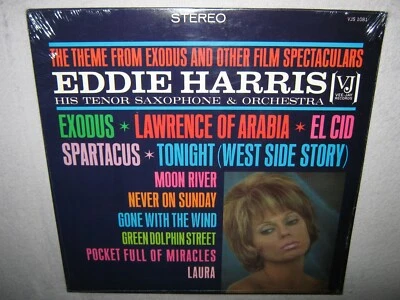 STEREO
VJS 1081
THE THEME FROM EXODUS AND OTHER FILM SPECTACULARS
EDDIE HARRIS
HIS TENOR SAXOPHONE & ORCHESTRA
VJ
VEE-JAY
RECORDS
EXODUS * LAWRENCE OF ARABIA * EL CID
SPARTACUS * TONIGHT (WEST SIDE STORY)
MOON RIVER
NEVER ON SUNDAY
GONE WITH THE WIND
GREEN DOLPHIN STREET
POCKET FULL OF MIRACLES
LAURA